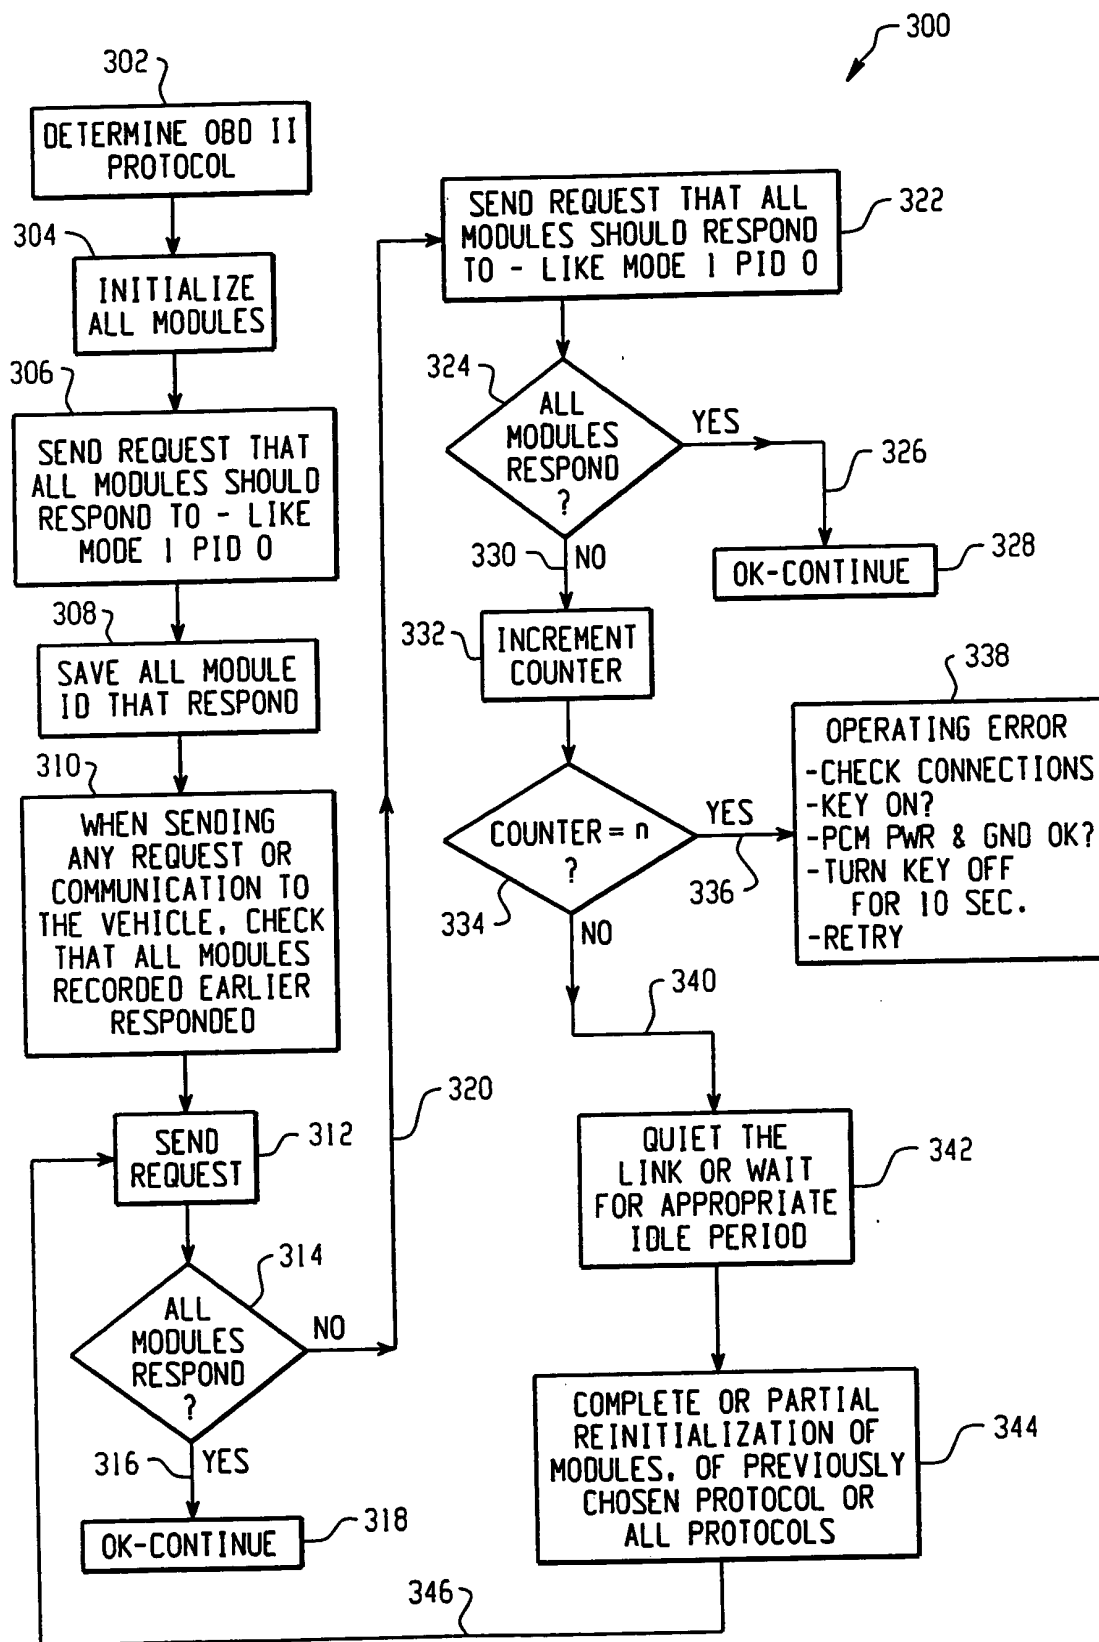 300
302
DETERMINE OBD II
PROTOCOL
304
INITIALIZE
ALL MODULES
306
SEND REQUEST THAT
ALL MODULES SHOULD
RESPOND TO - LIKE
MODE 1 PID 0
308
SAVE ALL MODULE
ID THAT RESPOND
310
WHEN SENDING
ANY REQUEST OR
COMMUNICATION TO
THE VEHICLE, CHECK
THAT ALL MODULES
RECORDED EARLIER
RESPONDED
SEND
REQUEST
312
314
ALL
MODULES
RESPOND
?
NO
316
YES
OK-CONTINUE
318
320
SEND REQUEST THAT ALL
MODULES SHOULD RESPOND
TO - LIKE MODE 1 PID 0
322
324
ALL
MODULES
RESPOND
?
YES
326
OK-CONTINUE
328
330
NO
332
INCREMENT
COUNTER
COUNTER = n
?
334
YES
336
338
OPERATING ERROR
-CHECK CONNECTIONS
-KEY ON?
-PCM PWR & GND OK?
-TURN KEY OFF
FOR 10 SEC.
-RETRY
NO
340
QUIET THE
LINK OR WAIT
FOR APPROPRIATE
IDLE PERIOD
342
COMPLETE OR PARTIAL
REINITIALIZATION OF
MODULES, OF PREVIOUSLY
CHOSEN PROTOCOL OR
ALL PROTOCOLS
344
346